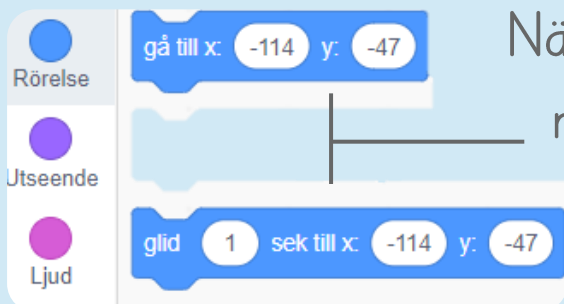 Rörelse
Utseende
Ljud
gå till x: -114 y: -47
glid 1 sek till x: -114 y: -47